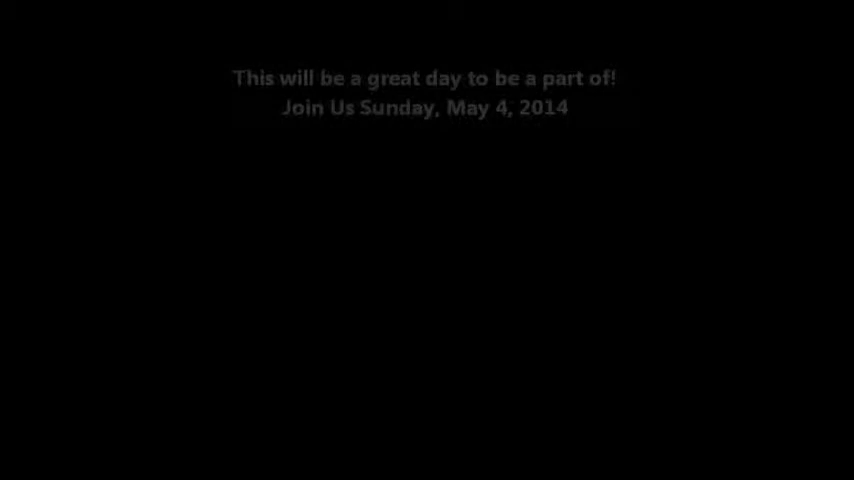 This will be a great day to be a part of!
Join Us Sunday, May 4, 2014